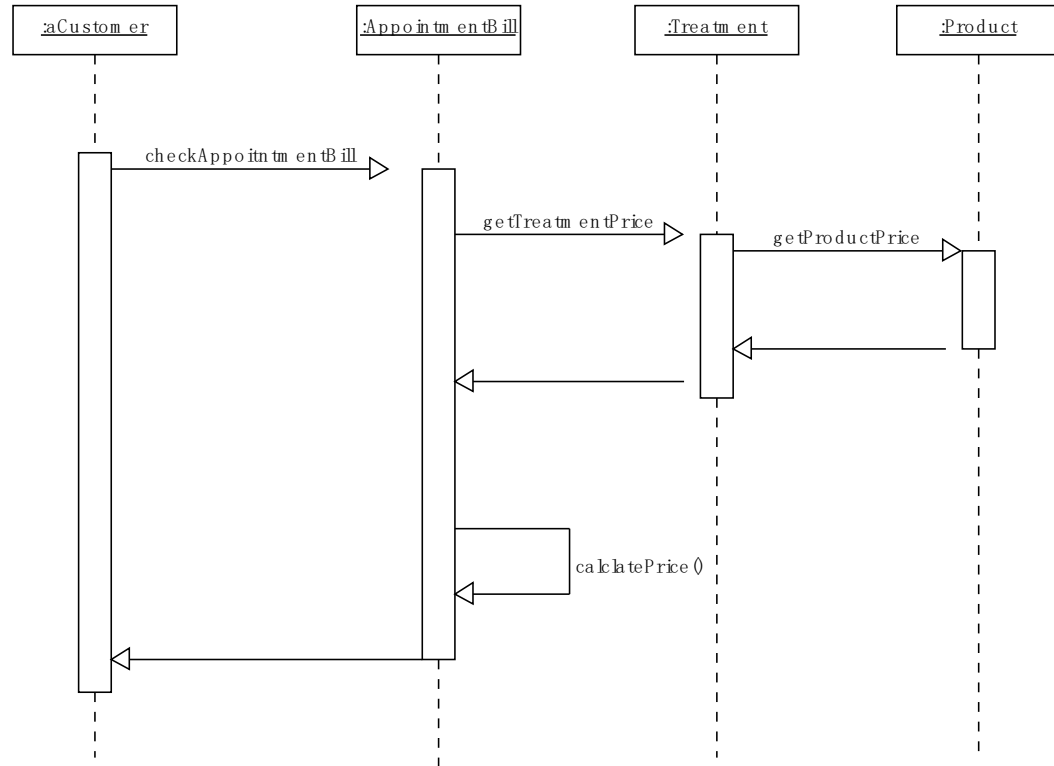 :aCustomer
:AppointmentBill
:Treatment
:Product
checkAppoitntmentBill
getTreatmentPrice
getProductPrice
calclatePrice()